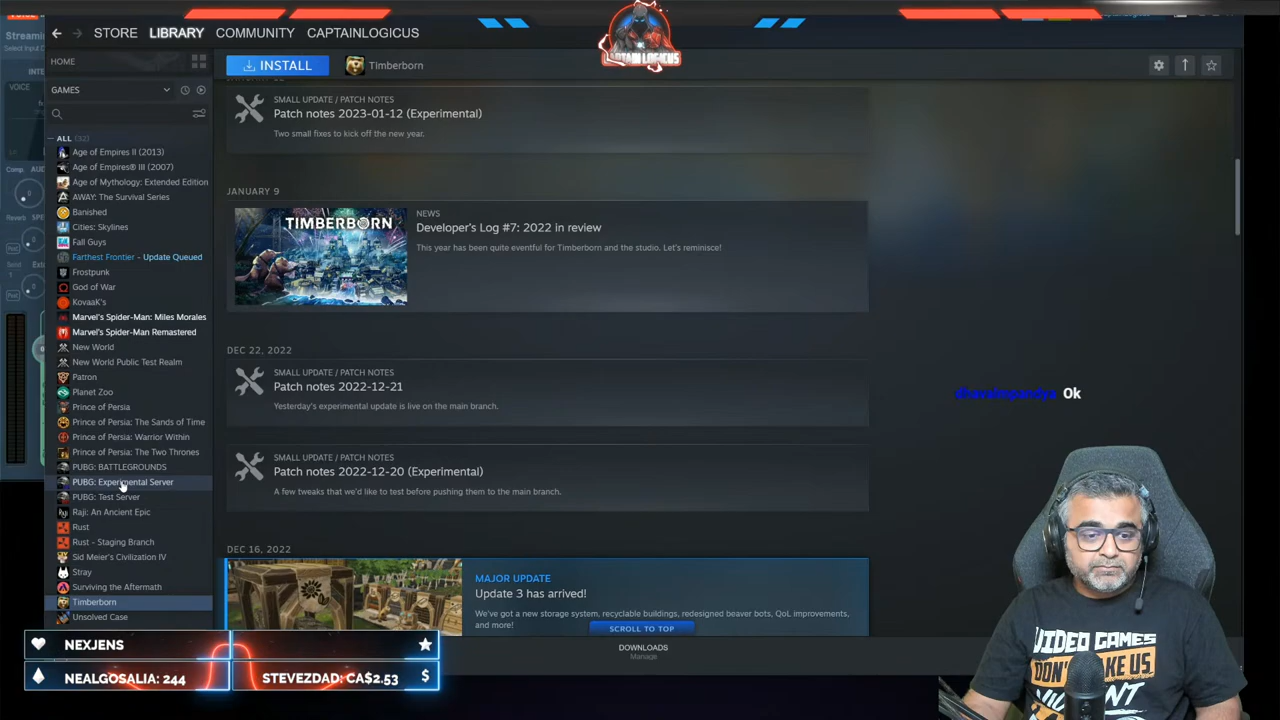 STORE LIBRARY COMMUNITY CAPTAINLOGICUS
CAPTAIN LOGICUS
HOME
INSTALL
Timberborn
GAMES
ALL (32)
Age of Empires II (2013)
Age of Empires® III (2007)
Age of Mythology: Extended Edition
AWAY: The Survival Series
Banished
Cities: Skylines
Fall Guys
Farthest Frontier - Update Queued
Frostpunk
God of War
KovaaK's
Marvel's Spider-Man: Miles Morales
Marvel's Spider-Man Remastered
New World
New World Public Test Realm
Patron
Planet Zoo
Prince of Persia
Prince of Persia: The Sands of Time
Prince of Persia: Warrior Within
Prince of Persia: The Two Thrones
PUBG: BATTLEGROUNDS
PUBG: Experimental Server
PUBG: Test Server
Raji: An Ancient Epic
Rust
Rust - Staging Branch
Sid Meier's Civilization IV
Stray
Surviving the Aftermath
Timberborn
Unsolved Case
SMALL UPDATE / PATCH NOTES
Patch notes 2023-01-12 (Experimental)
Two small fixes to kick off the new year.
JANUARY 9
TIMBERBORN
NEWS
Developer's Log #7: 2022 in review
This year has been quite eventful for Timberborn and the studio. Let's reminisce!
DEC 22, 2022
SMALL UPDATE / PATCH NOTES
Patch notes 2022-12-21
Yesterday's experimental update is live on the main branch.
SMALL UPDATE / PATCH NOTES
Patch notes 2022-12-20 (Experimental)
A few tweaks that we'd like to test before pushing them to the main branch.
DEC 16, 2022
MAJOR UPDATE
Update 3 has arrived!
We've got a new storage system, recyclable buildings, redesigned beaver bots, QoL improvements,
and more!
SCROLL TO TOP
DOWNLOADS
Manage
Ok
Streami
Select Input
INTE
VOICE
Comp.
Reverb
NEXJENS
NEALGOSALIA: 244
STEVEZDAD: CA$2.53
$
VIDEO GAMES
DON'T MAKE US